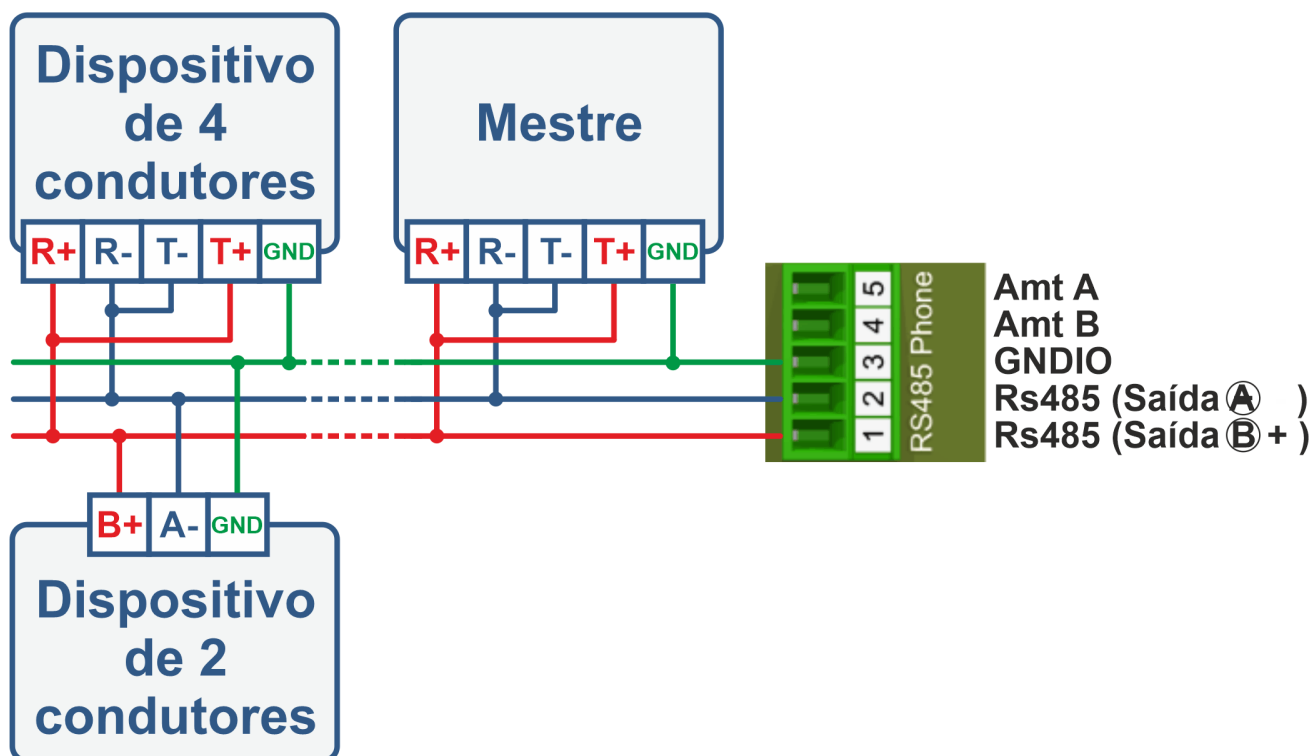 Dispositivo
de 4
condutores
R+ R- T- T+ GND
Mestre
R+ R- T- T+ GND
5
4
3
2
1
RS485 Phone
Amt A
Amt B
GNDIO
Rs485 (Saída A )
Rs485 (Saída B + )
B+ A- GND
Dispositivo
de 2
condutores